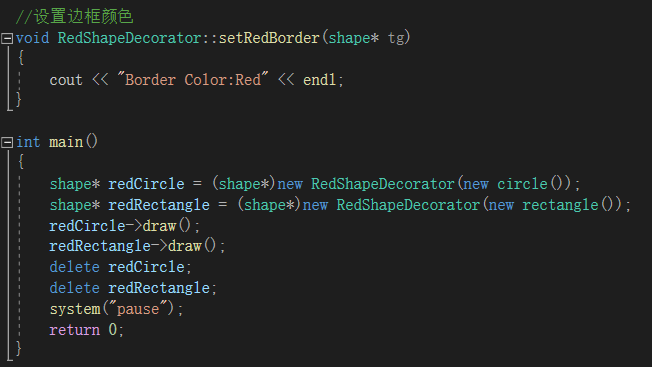 //设置边框颜色
void RedShapeDecorator::setRedBorder(shape* tg)
{
cout << "Border Color:Red" << endl;
}
int main()
{
shape* redCircle = (shape*)new RedShapeDecorator(new circle());
shape* redRectangle = (shape*)new RedShapeDecorator(new rectangle());
redCircle->draw();
redRectangle->draw();
delete redCircle;
delete redRectangle;
system("pause");
return 0;
}